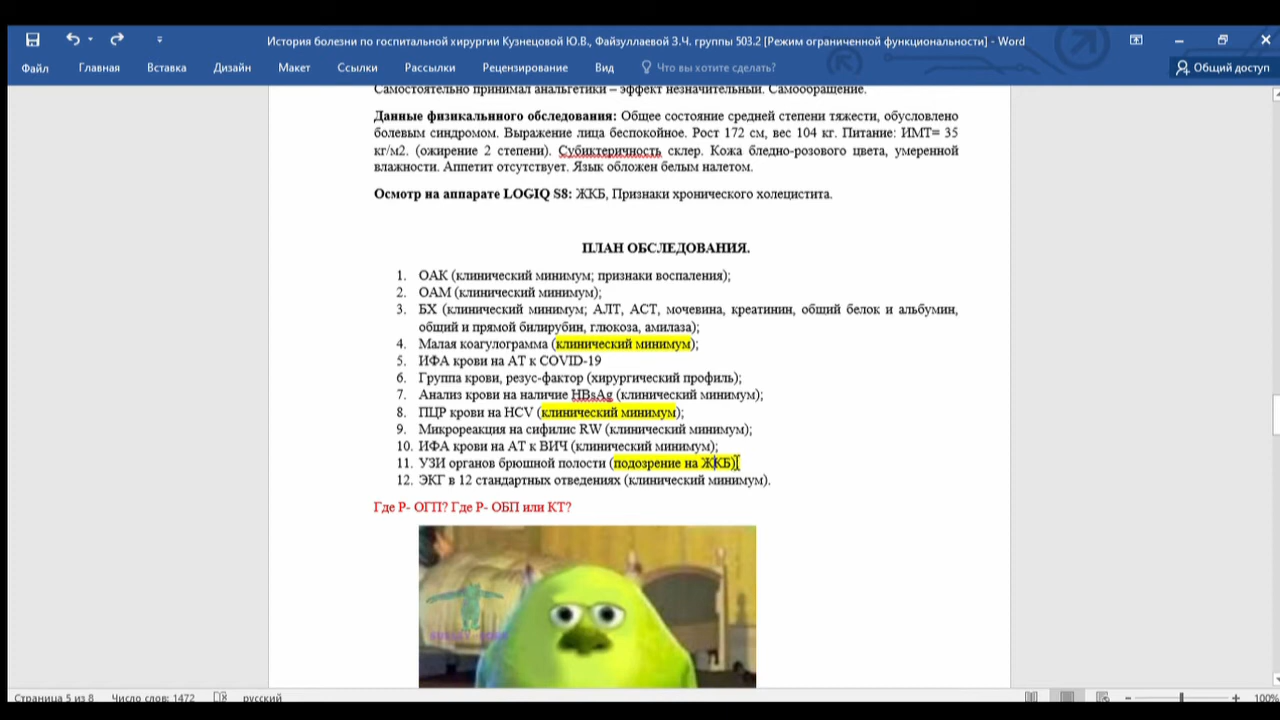 История болезни по госпитальной хирургии Кузнецовой Ю.В., Файзуллаевой З.Ч. группы 503.2 [Режим ограниченной функциональности] - Word
Файл Главная Вставка Дизайн Макет Ссылки Рассылки Рецензирование Вид Что вы хотите сделать? Общий доступ
Самостоятельно принимал анальгетики – эффект незначительный. Самообращение.
Данные физикальнного обследования: Общее состояние средней степени тяжести, обусловлено
болевым синдромом. Выражение лица беспокойное. Рост 172 см, вес 104 кг. Питание: ИМТ= 35
кг/м2. (ожирение 2 степени). Субиктеричность склер. Кожа бледно-розового цвета, умеренной
влажности. Аппетит отсутствует. Язык обложен белым налетом.
Осмотр на аппарате LOGIQ S8: ЖКБ, Признаки хронического холецистита.
ПЛАН ОБСЛЕДОВАНИЯ.
1. ОАК (клинический минимум; признаки воспаления);
2. ОАМ (клинический минимум);
3. БХ (клинический минимум; АЛТ, АСТ, мочевина, креатинин, общий белок и альбумин,
общий и прямой билирубин, глюкоза, амилаза);
4. Малая коагулограмма (клинический минимум);
5. ИФА крови на АТ к COVID-19
6. Группа крови, резус-фактор (хирургический профиль);
7. Анализ крови на наличие HBsAg (клинический минимум);
8. ПЦР крови на HCV (клинический минимум);
9. Микрореакция на сифилис RW (клинический минимум);
10. ИФА крови на АТ к ВИЧ (клинический минимум);
11. УЗИ органов брюшной полости (подозрение на ЖКБ)
12. ЭКГ в 12 стандартных отведениях (клинический минимум).
Где Р- ОГП? Где Р- ОБП или КТ?
Страница 5 из 8 Число слов: 1472 русский 100%